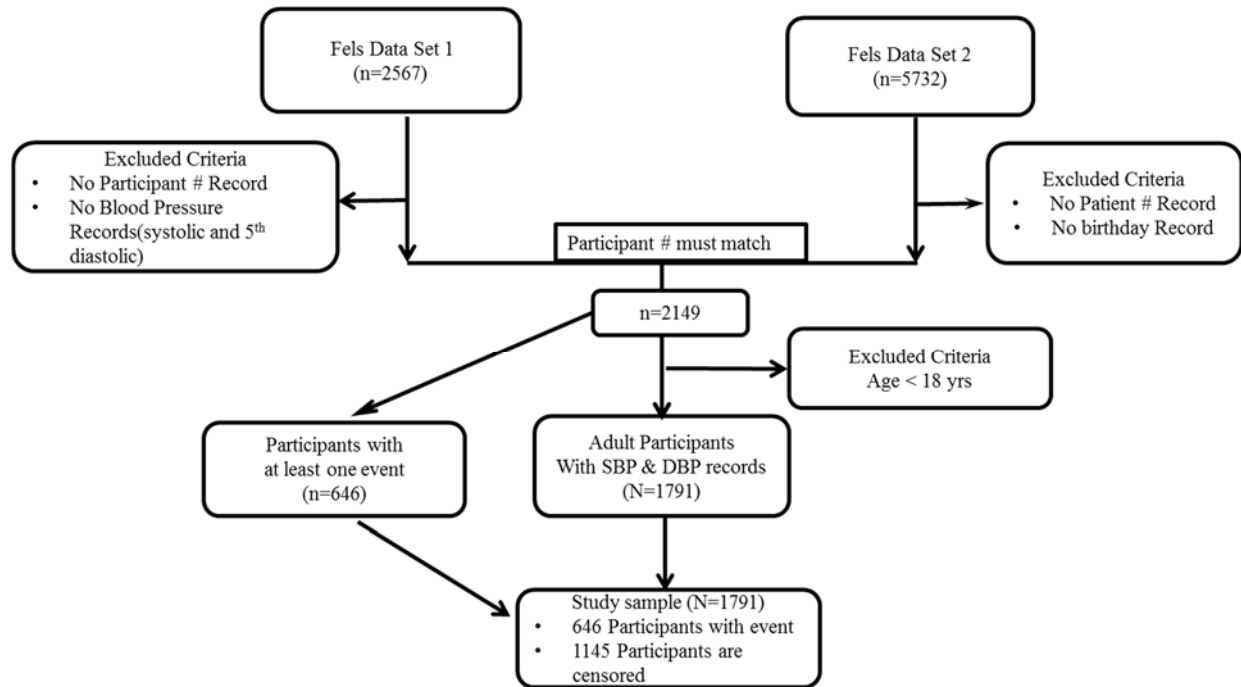 Fels Data Set 1
(n=2567)
Fels Data Set 2
(n=5732)
Excluded Criteria
• No Participant # Record
• No Blood Pressure
Records(systolic and 5th
diastolic)
Excluded Criteria
• No Patient # Record
• No birthday Record
Participant # must match
n=2149
Excluded Criteria
Age < 18 yrs
Participants with
at least one event
(n=646)
Adult Participants
With SBP & DBP records
(N=1791)
Study sample (N=1791)
• 646 Participants with event
• 1145 Participants are
censored